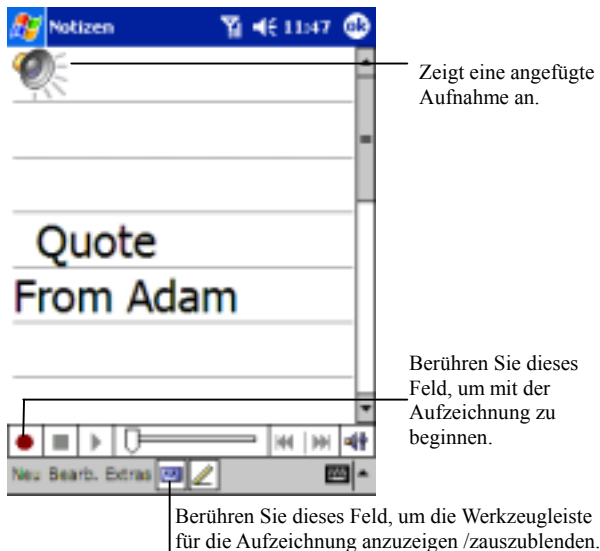 Notizen 11:47 ok
Zeigt eine angefügte
Aufnahme an.
Quote
From Adam
Berühren Sie dieses
Feld, um mit der
Aufzeichnung zu
beginnen.
Neu Bearb. Extras
Berühren Sie dieses Feld, um die Werkzeugleiste
für die Aufzeichnung anzuzeigen /zauszublenden.